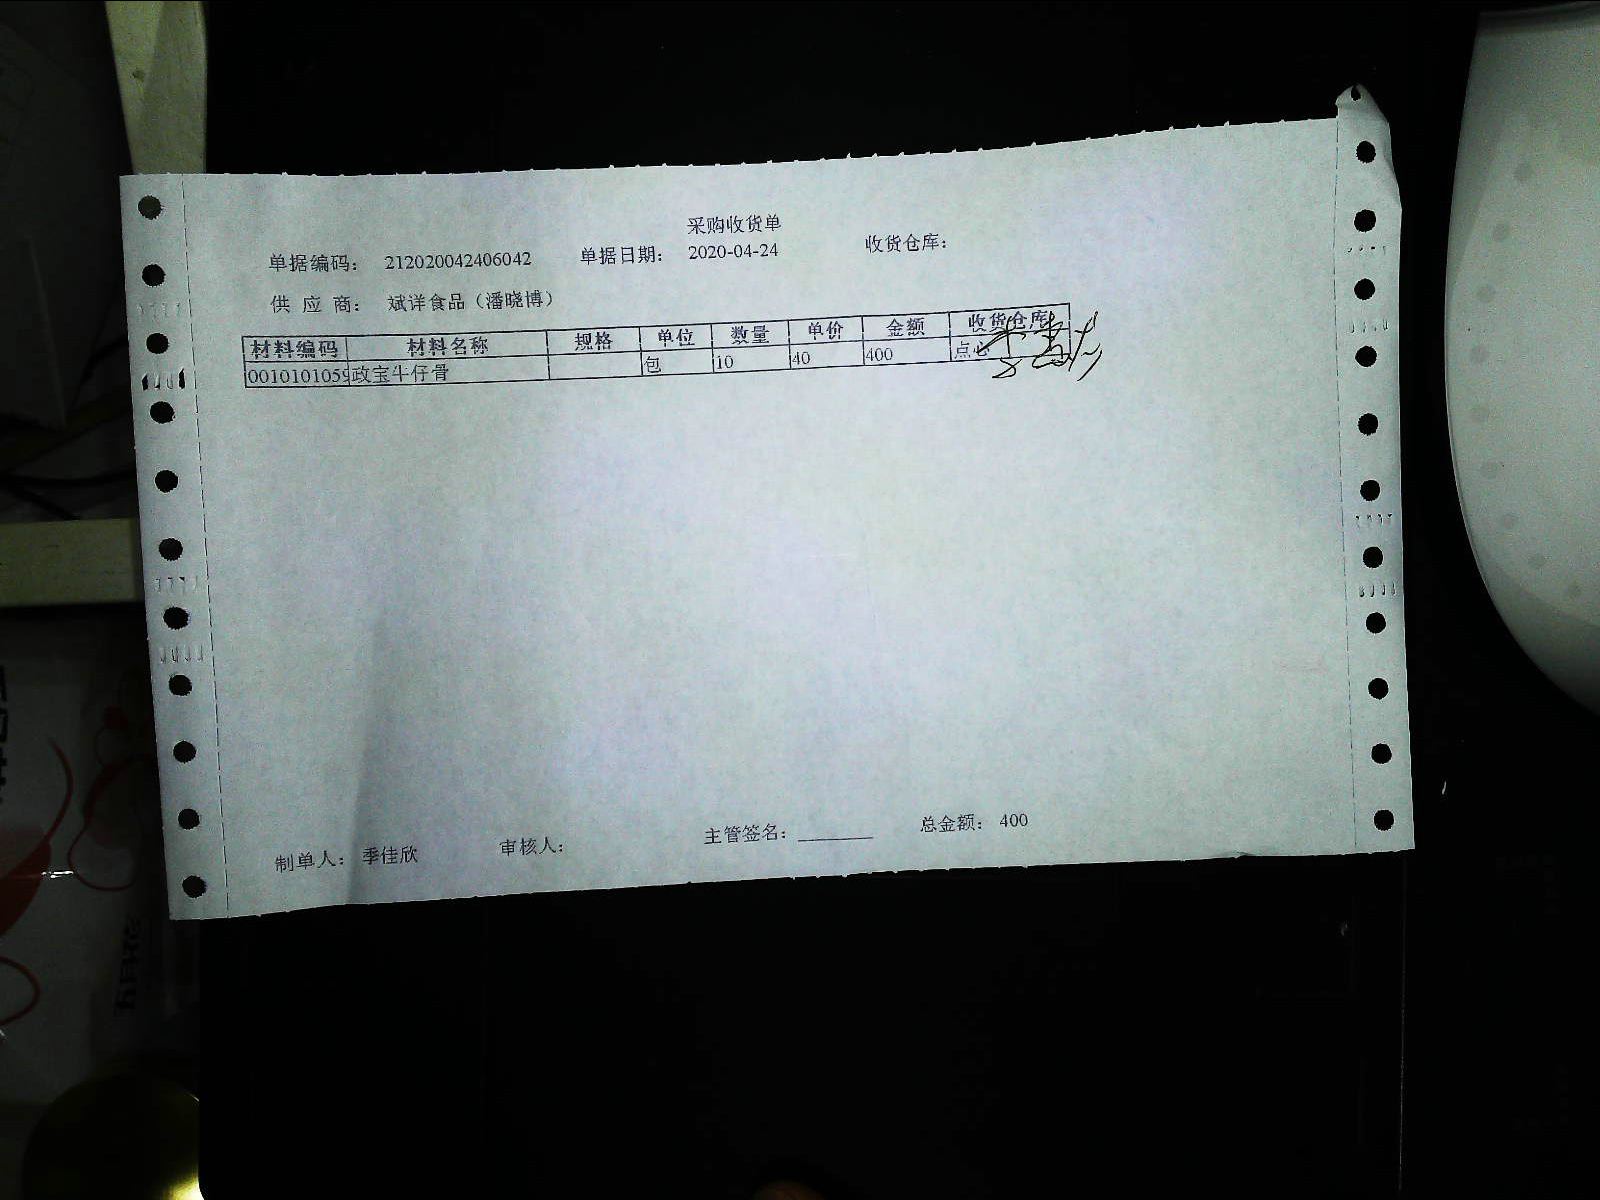 采购收货单
单据编码: 212020042406042 单据日期: 2020-04-24 收货仓库:
供 应 商: 斌详食品（潘晓博）
材料编码 材料名称 规格 单位 数量 单价 金额 收货仓库
0010101059 政宝牛仔骨 包 10 40 400 点心
制单人: 季佳欣 审核人: 主管签名: ________ 总金额: 400